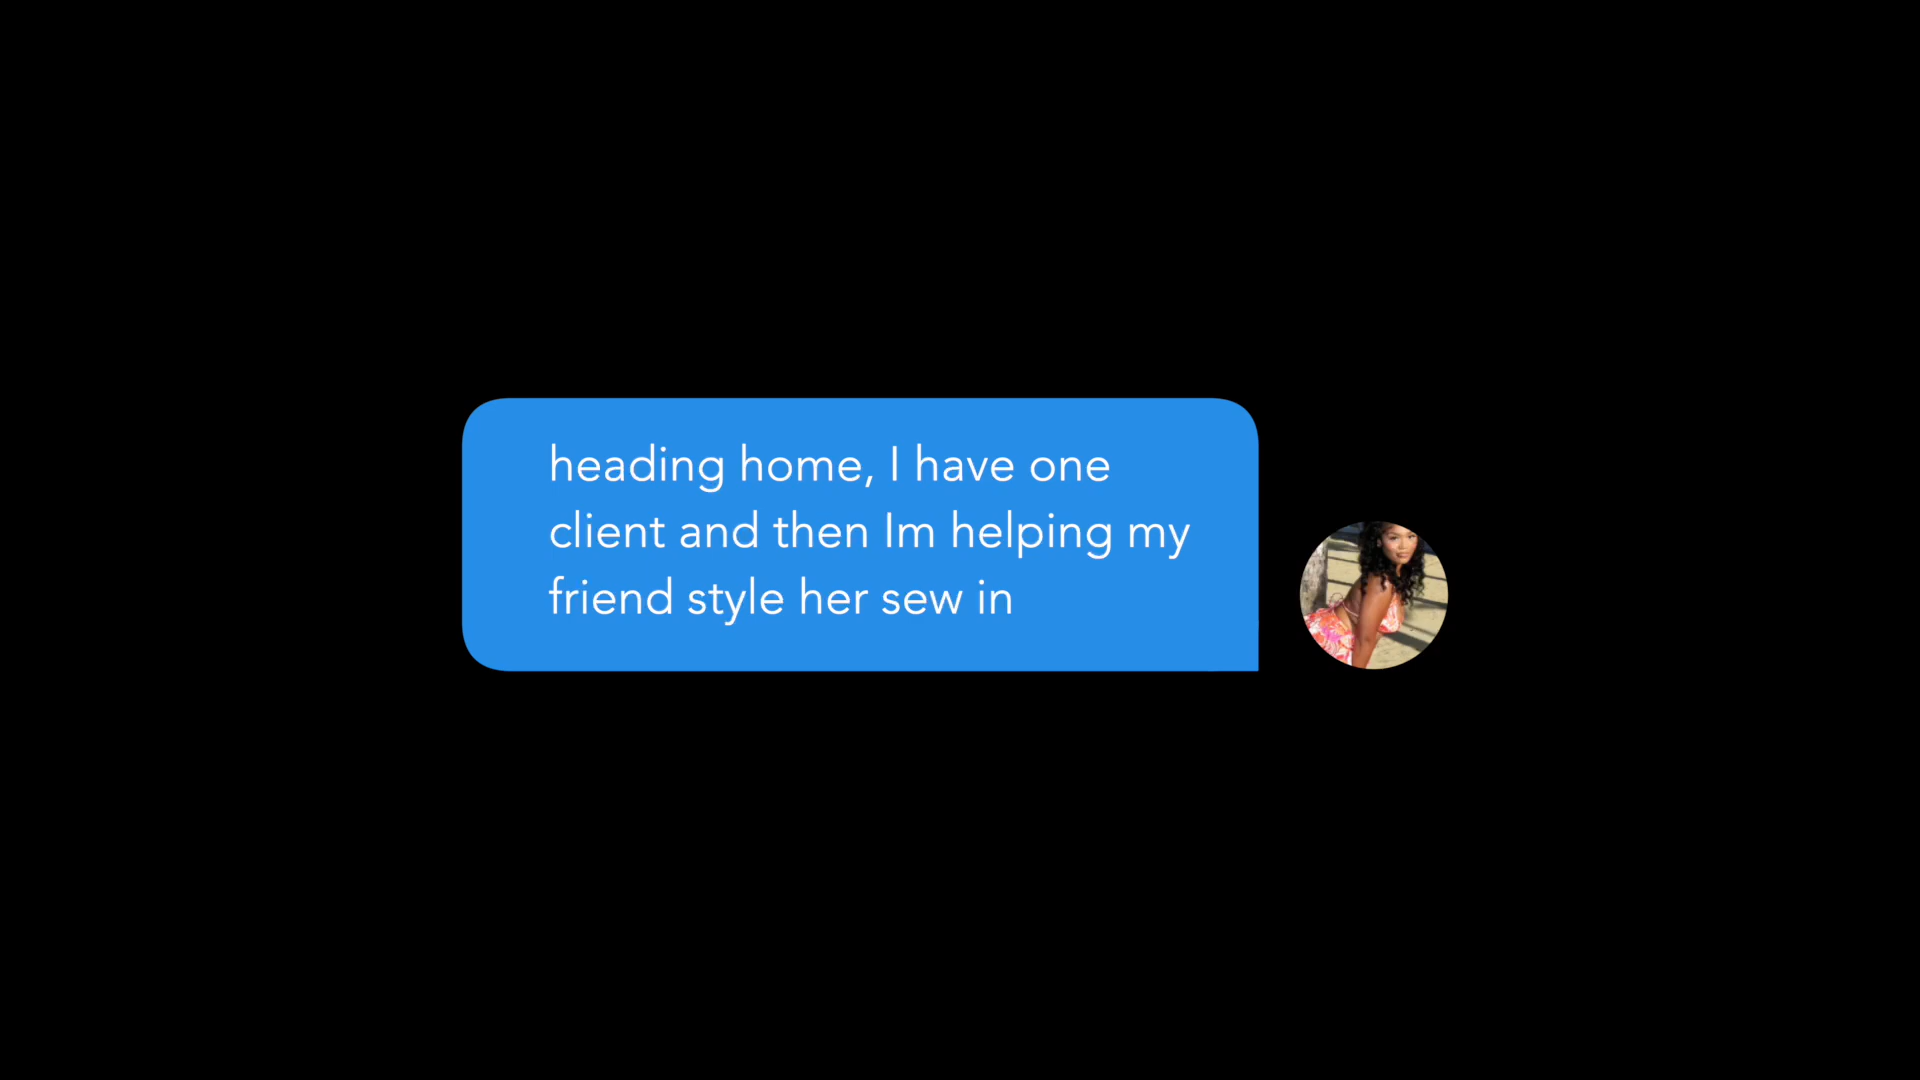 heading home, I have one
client and then Im helping my
friend style her sew in